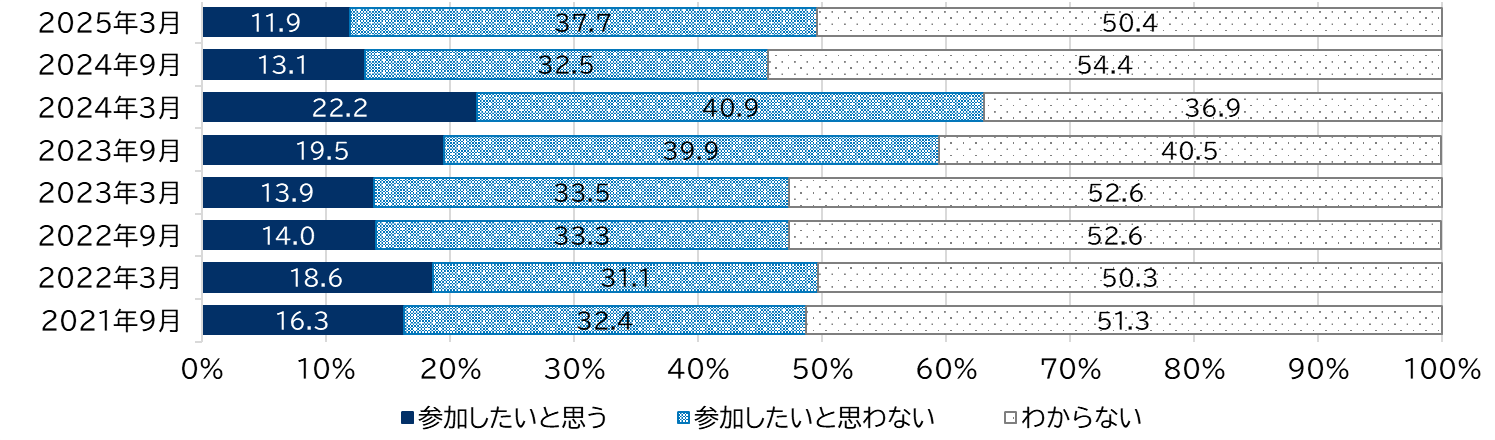 2025年3月 11.9 37.7 50.4
2024年9月 13.1 32.5 54.4
2024年3月 22.2 40.9 36.9
2023年9月 19.5 39.9 40.5
2023年3月 13.9 33.5 52.6
2022年9月 14.0 33.3 52.6
2022年3月 18.6 31.1 50.3
2021年9月 16.3 32.4 51.3
0% 10% 20% 30% 40% 50% 60% 70% 80% 90% 100%
参加したいと思う 参加したいと思わない わからない